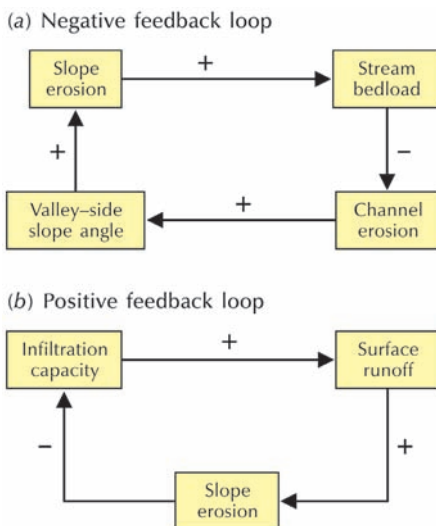 (a) Negative feedback loop
Slope
erosion
+
Stream
bedload
+
–
Valley–side
slope angle
+
Channel
erosion
(b) Positive feedback loop
Infiltration
capacity
+
Surface
runoff
–
+
Slope
erosion